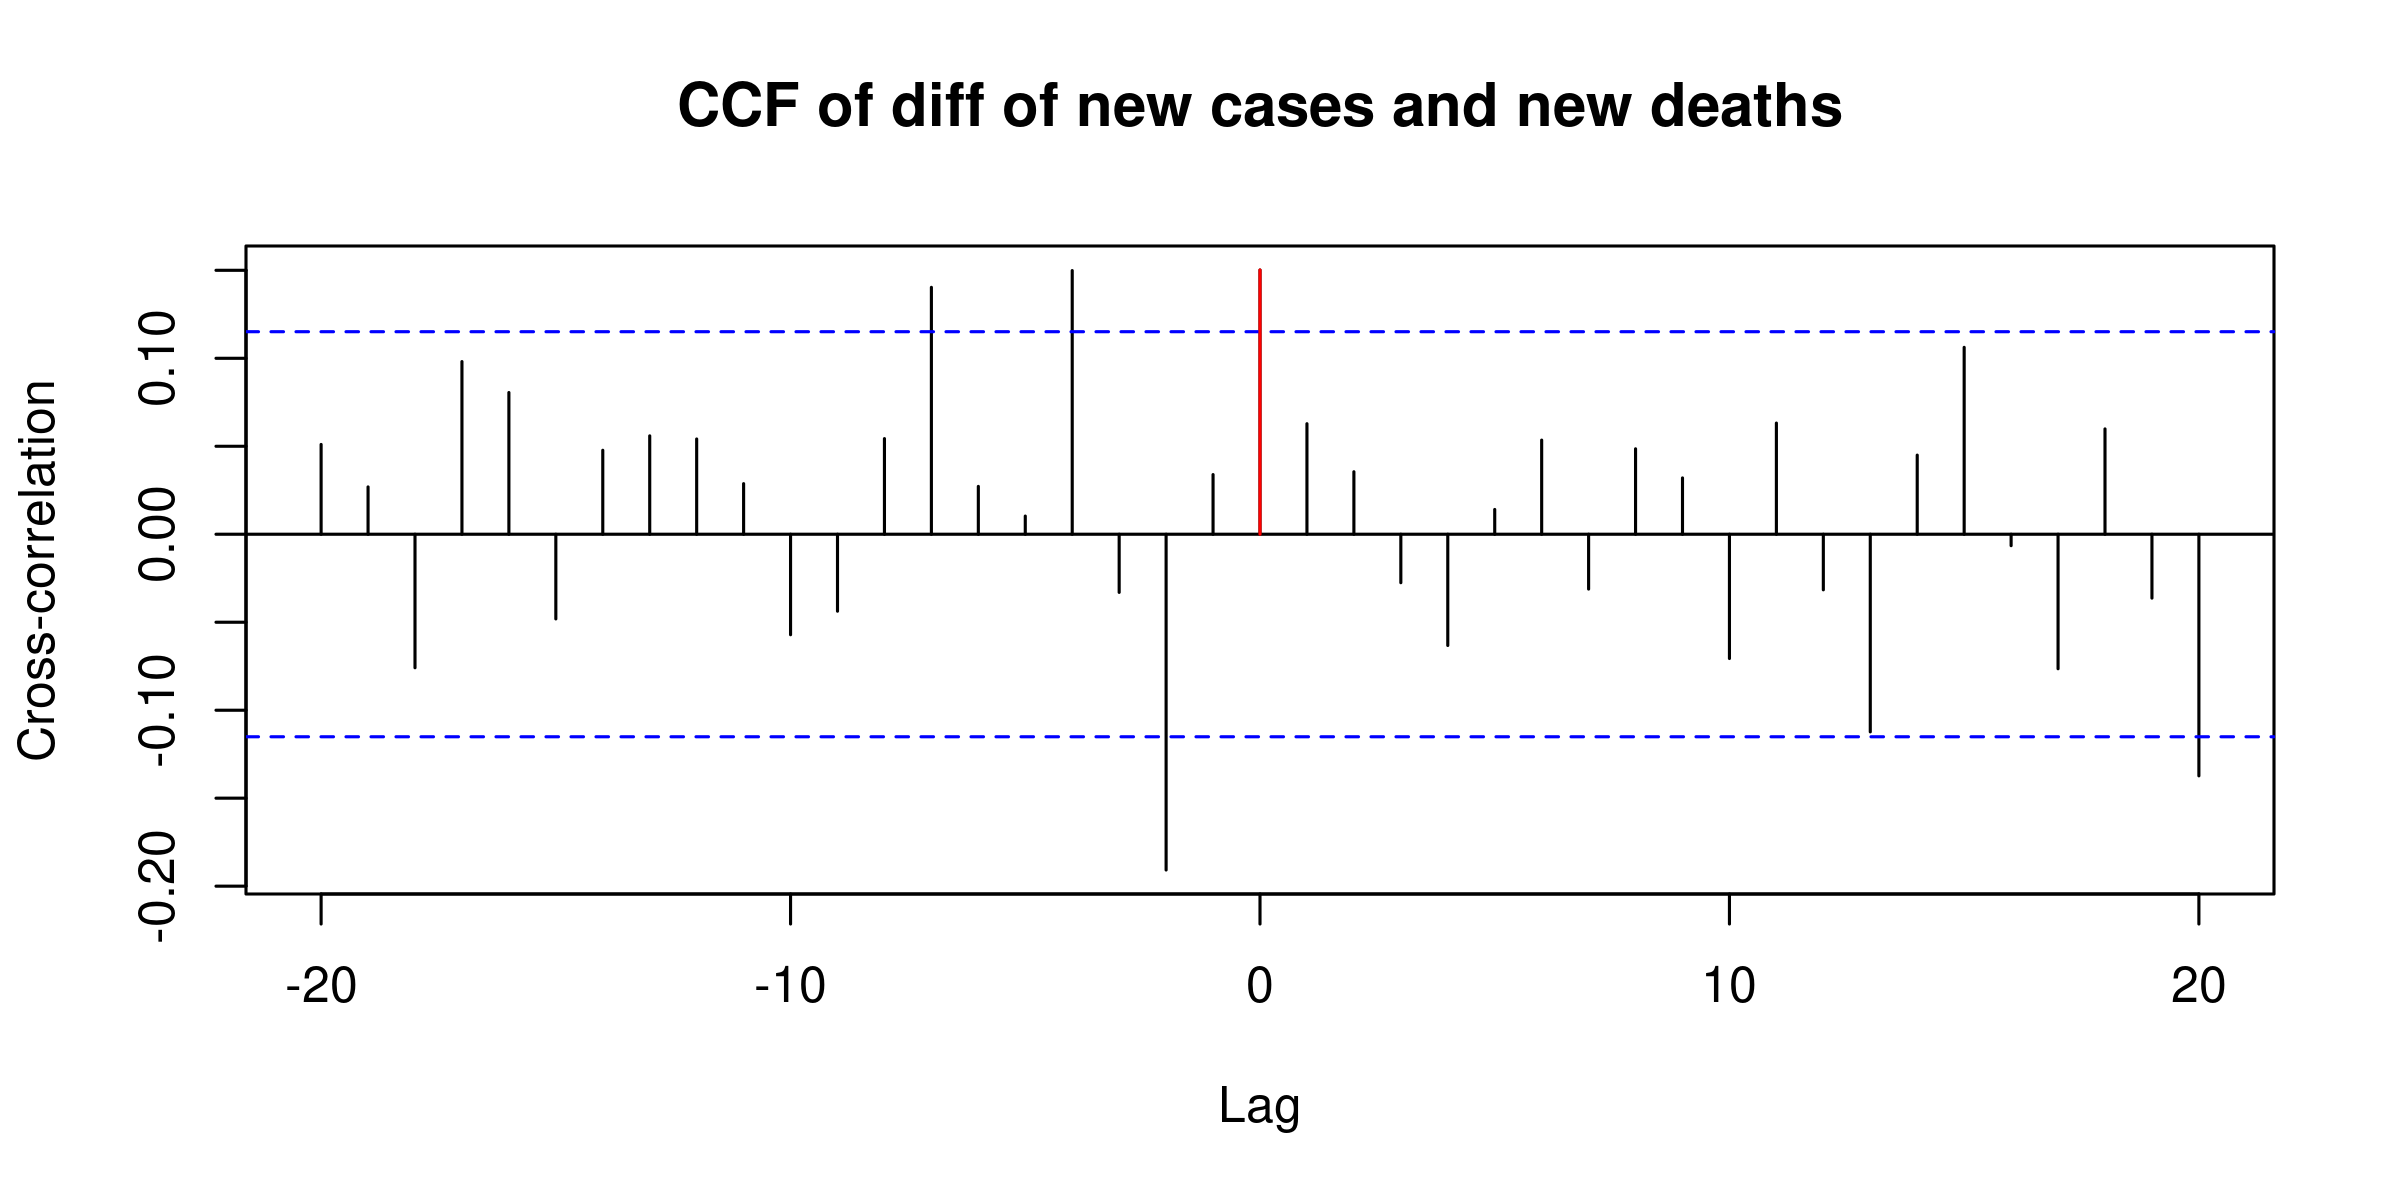 CCF of diff of new cases and new deaths
Cross-correlation
0.10
0.00
-0.10
-0.20
-20 -10 0 10 20
Lag